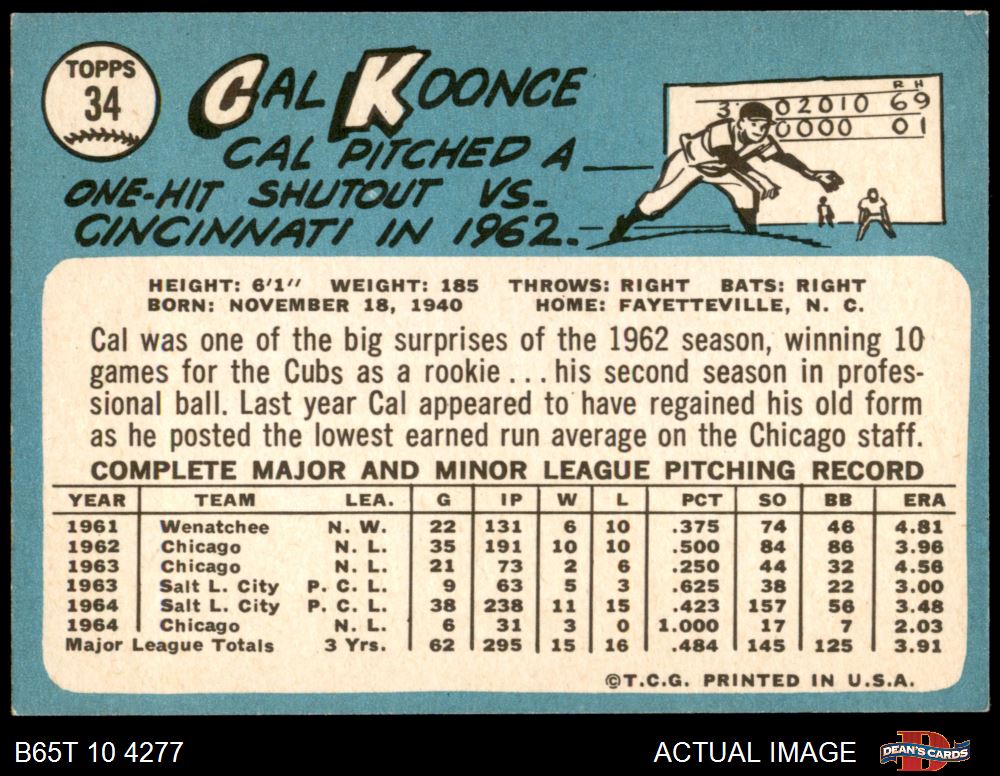 TOPPS
34
CAL KOONCE
CAL PITCHED A
ONE-HIT SHUTOUT VS.
CINCINNATI IN 1962.
R H
3 02010 69
0000 01
HEIGHT: 6'1" WEIGHT: 185 THROWS: RIGHT BATS: RIGHT
BORN: NOVEMBER 18, 1940 HOME: FAYETTEVILLE, N. C.
Cal was one of the big surprises of the 1962 season, winning 10
games for the Cubs as a rookie . . . his second season in profes-
sional ball. Last year Cal appeared to have regained his old form
as he posted the lowest earned run average on the Chicago staff.
COMPLETE MAJOR AND MINOR LEAGUE PITCHING RECORD
YEAR TEAM LEA. G IP W L PCT SO BB ERA
1961 Wenatchee N. W. 22 131 6 10 .375 74 46 4.81
1962 Chicago N. L. 35 191 10 10 .500 84 86 3.96
1963 Chicago N. L. 21 73 2 6 .250 44 32 4.56
1963 Salt L. City P. C. L. 9 63 5 3 .625 38 22 3.00
1964 Salt L. City P. C. L. 38 238 11 15 .423 157 56 3.48
1964 Chicago N. L. 6 31 3 0 1.000 17 7 2.03
Major League Totals 3 Yrs. 62 295 15 16 .484 145 125 3.91
©T.C.G. PRINTED IN U.S.A.
B65T 10 4277
ACTUAL IMAGE
DEAN'S CARDS